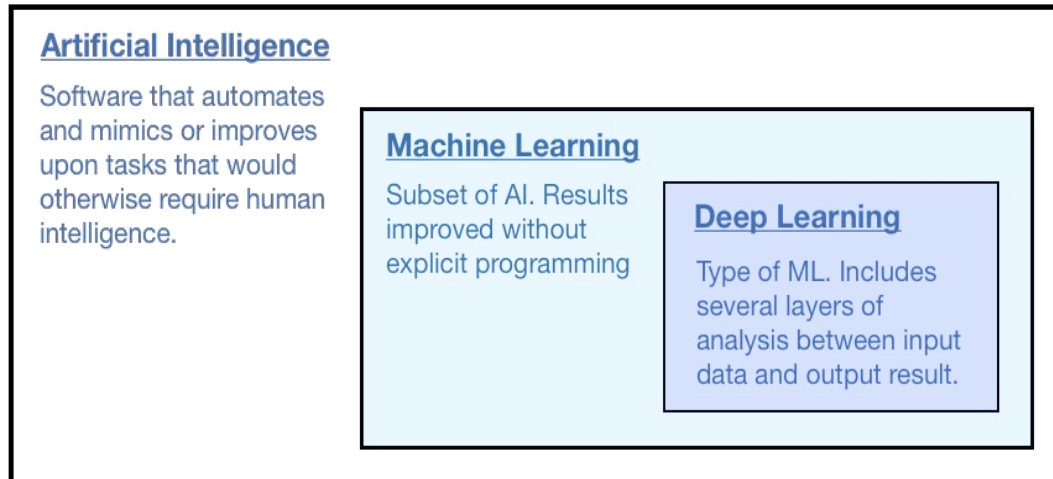 Artificial Intelligence
Software that automates
and mimics or improves
upon tasks that would
otherwise require human
intelligence.
Machine Learning
Subset of AI. Results
improved without
explicit programming
Deep Learning
Type of ML. Includes
several layers of
analysis between input
data and output result.